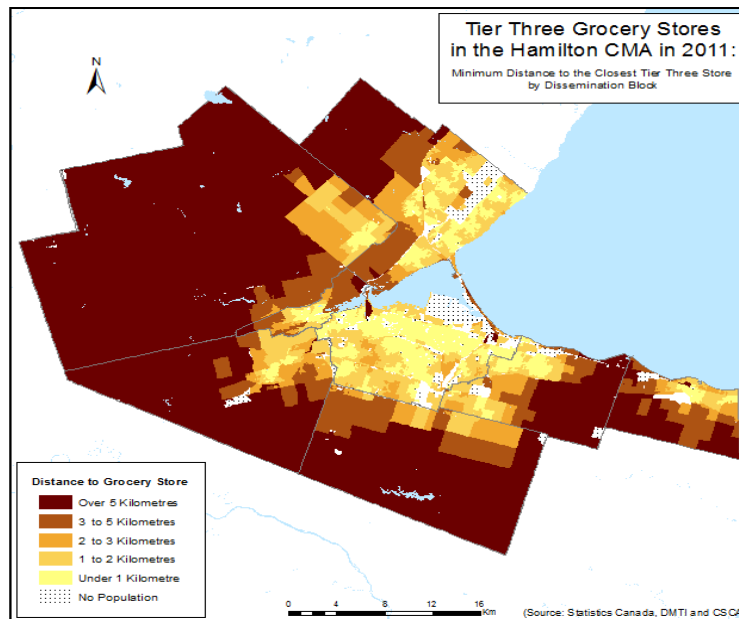 Tier Three Grocery Stores
in the Hamilton CMA in 2011:
Minimum Distance to the Closest Tier Three Store
by Dissemination Block
N
Distance to Grocery Store
Over 5 Kilometres
3 to 5 Kilometres
2 to 3 Kilometres
1 to 2 Kilometres
Under 1 Kilometre
No Population
0 2 4 8 12 16
Km
(Source: Statistics Canada, DMTI and CSCA